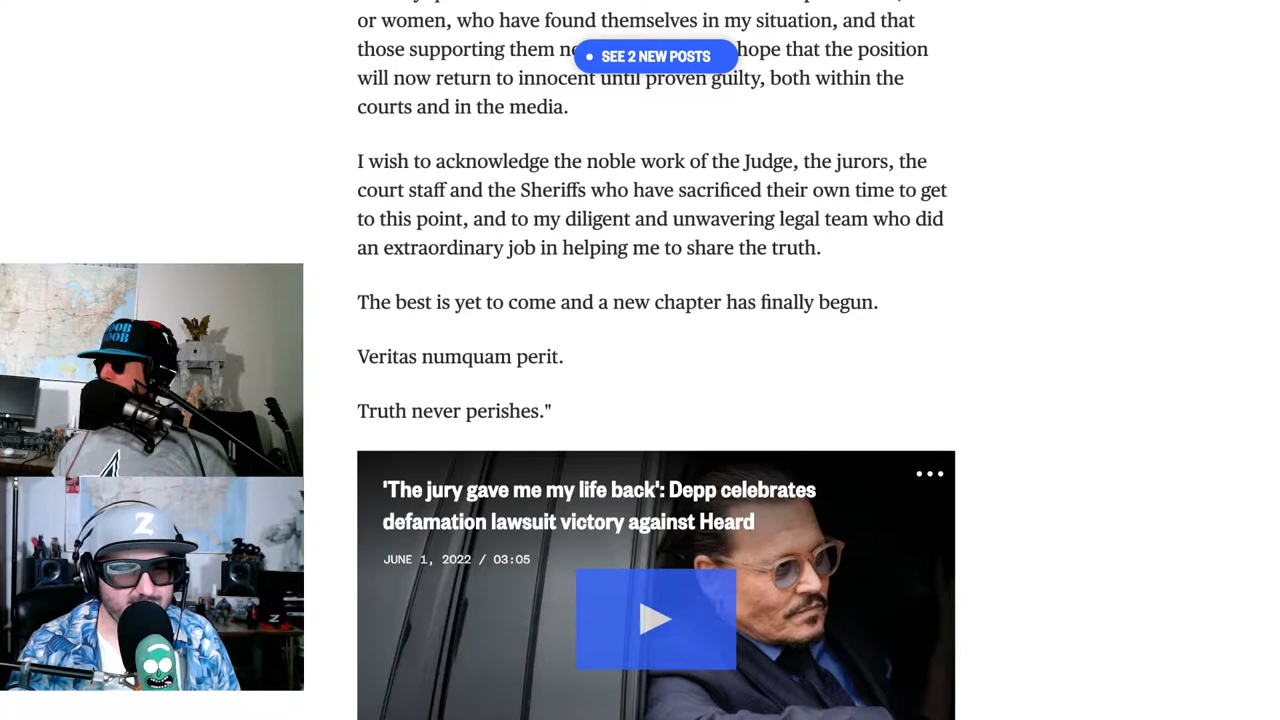 or women, who have found themselves in my situation, and that
those supporting them hope that the position
SEE 2 NEW POSTS
will now return to innocent until proven guilty, both within the
courts and in the media.
I wish to acknowledge the noble work of the Judge, the jurors, the
court staff and the Sheriffs who have sacrificed their own time to get
to this point, and to my diligent and unwavering legal team who did
an extraordinary job in helping me to share the truth.
The best is yet to come and a new chapter has finally begun.
Veritas numquam perit.
Truth never perishes."
'The jury gave me my life back': Depp celebrates
defamation lawsuit victory against Heard
JUNE 1, 2022 / 03:05
Z